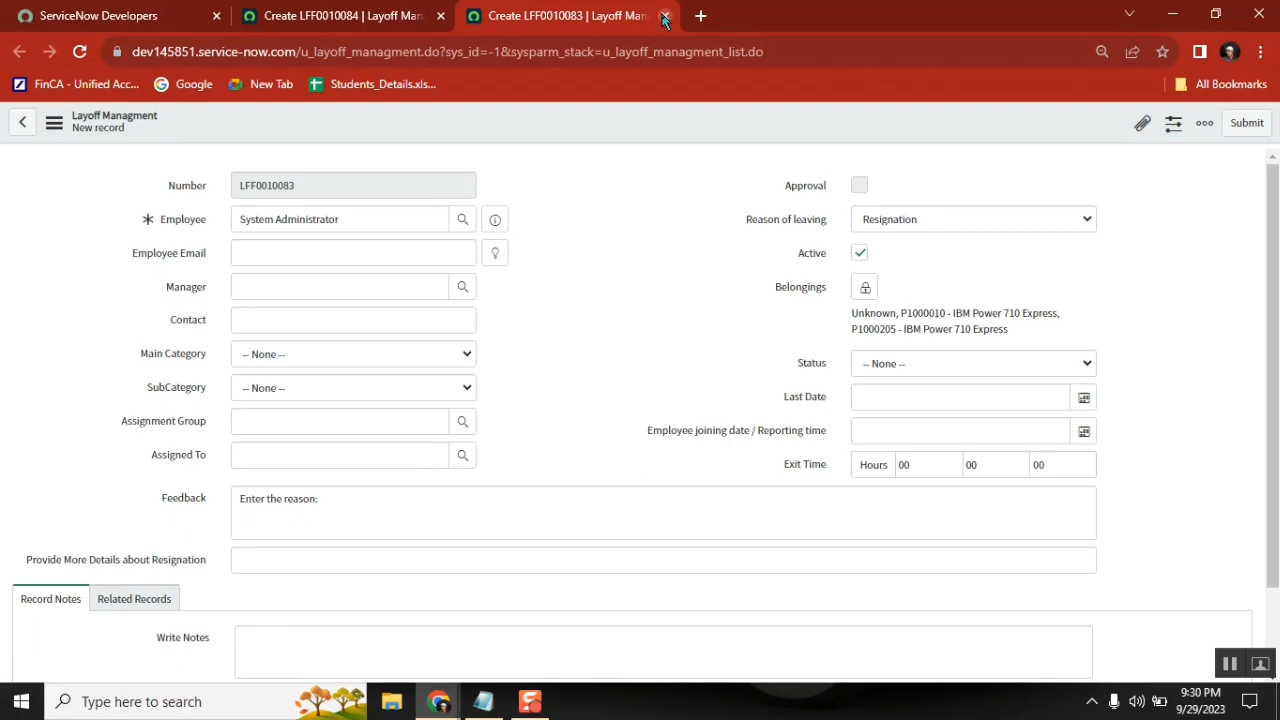 ServiceNow Developers
Create LFF0010084 | Layoff Man
Create LFF0010083 | Layoff Man
dev145851.service-now.com/u_layoff_managment.do?sys_id=-1&sysparm_stack=u_layoff_managment_list.do
FinCA - Unified Acc...
Google
New Tab
Students_Details.xls...
All Bookmarks
Layoff Managment
New record
Submit
Number
LFF0010083
Approval
Employee
System Administrator
Reason of leaving
Resignation
Employee Email
Active
Manager
Belongings
Unknown, P1000010 - IBM Power 710 Express,
P1000205 - IBM Power 710 Express
Contact
Main Category
-- None --
Status
-- None --
SubCategory
-- None --
Last Date
Assignment Group
Employee joining date / Reporting time
Assigned To
Exit Time
Hours
00
00
00
Feedback
Enter the reason:
Provide More Details about Resignation
Record Notes
Related Records
Write Notes
Type here to search
9:30 PM
9/29/2023